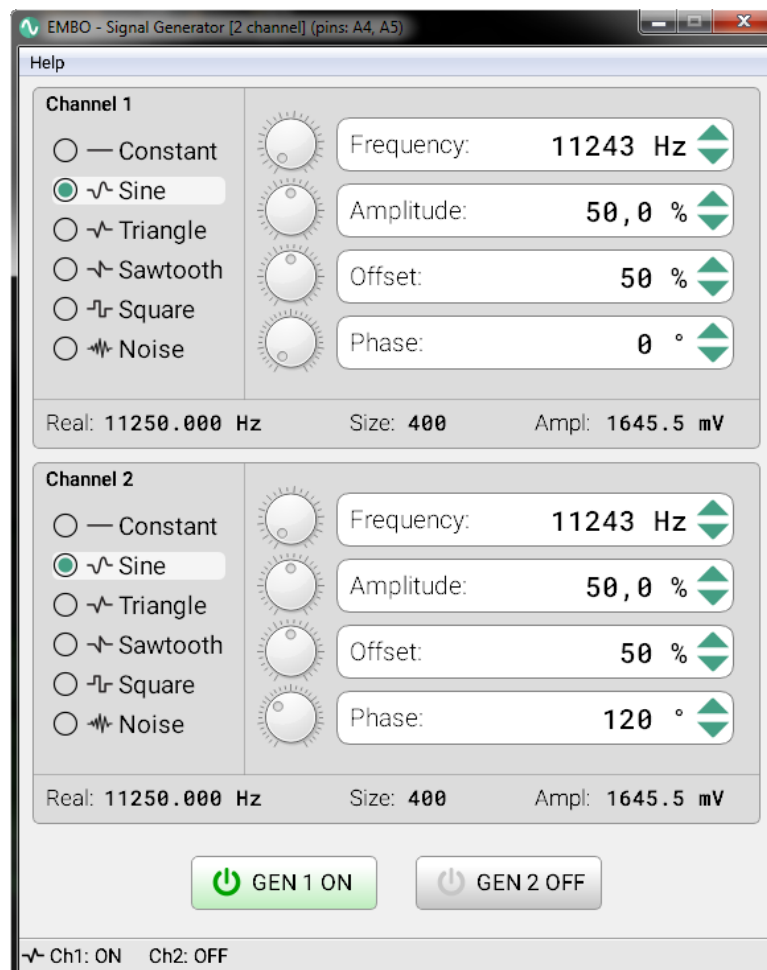 EMBO - Signal Generator [2 channel] (pins: A4, A5)
Help
Channel 1
Constant
Sine
Triangle
Sawtooth
Square
Noise
Frequency: 11243 Hz
Amplitude: 50,0 %
Offset: 50 %
Phase: 0 °
Real: 11250.000 Hz Size: 400 Ampl: 1645.5 mV
Channel 2
Constant
Sine
Triangle
Sawtooth
Square
Noise
Frequency: 11243 Hz
Amplitude: 50,0 %
Offset: 50 %
Phase: 120 °
Real: 11250.000 Hz Size: 400 Ampl: 1645.5 mV
GEN 1 ON GEN 2 OFF
Ch1: ON Ch2: OFF